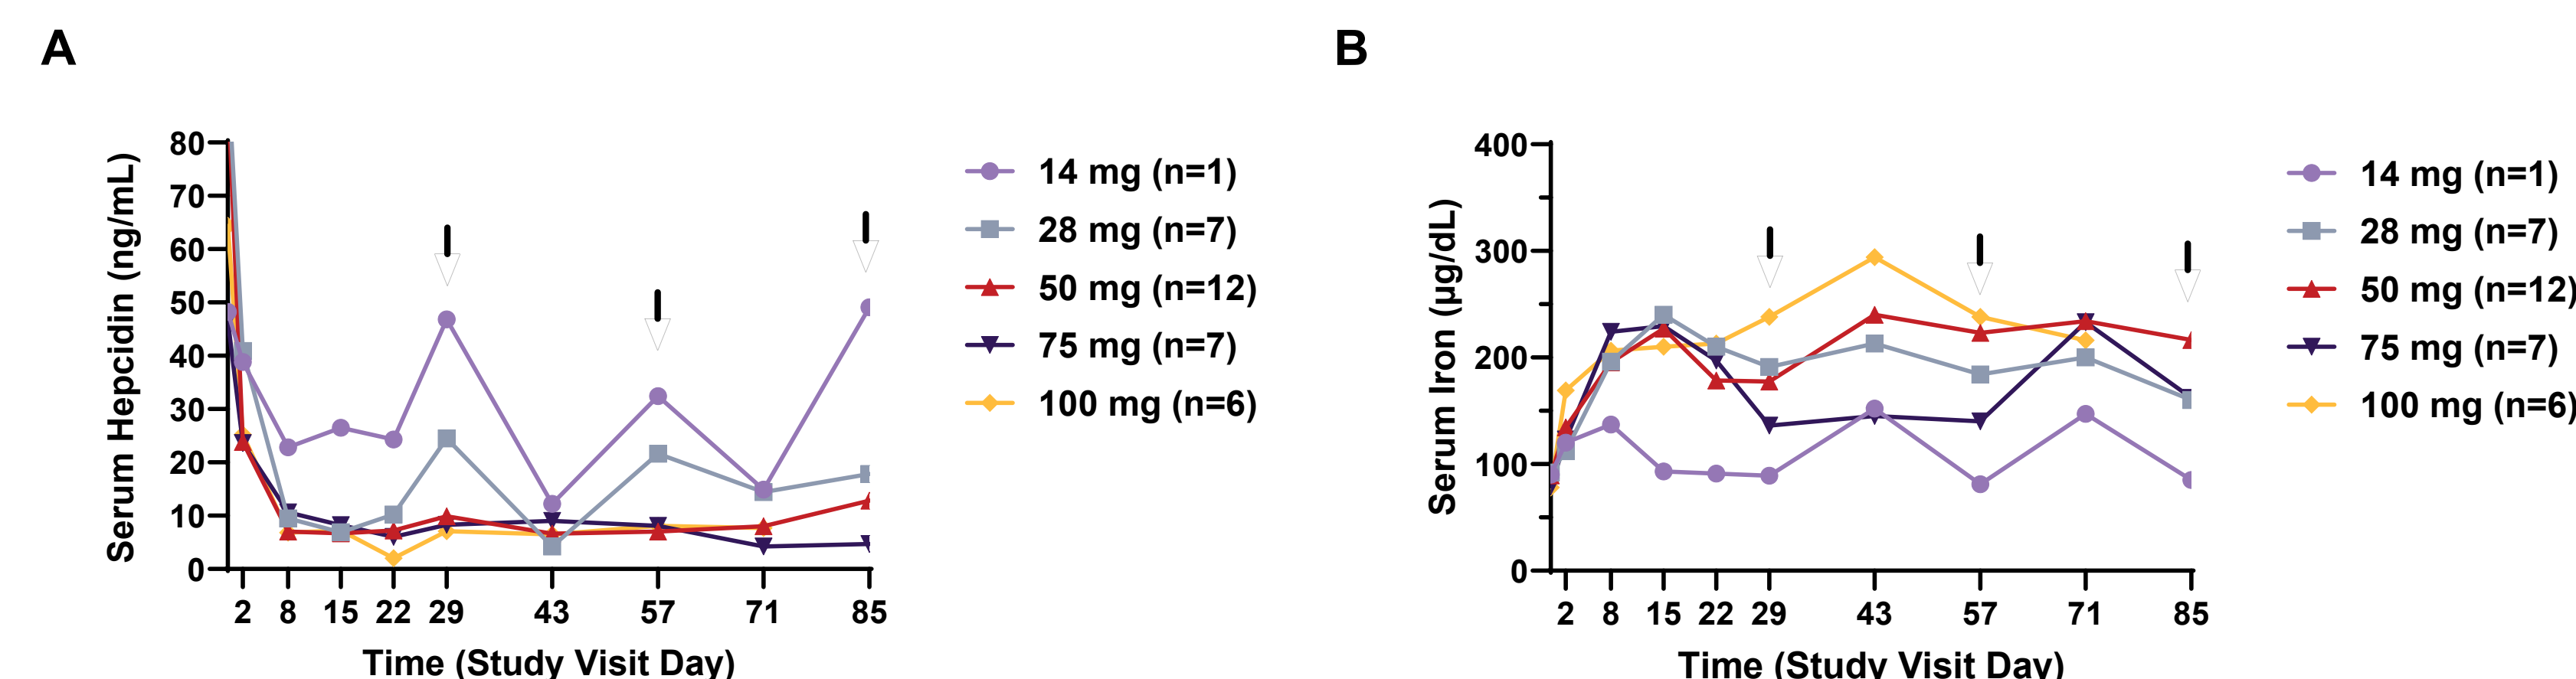 A
Serum Hepcidin (ng/mL)
80
70
60
50
40
30
20
10
0
2 8 15 22 29 43 57 71 85
Time (Study Visit Day)
14 mg (n=1)
28 mg (n=7)
50 mg (n=12)
75 mg (n=7)
100 mg (n=6)
B
Serum Iron (µg/dL)
400
300
200
100
0
2 8 15 22 29 43 57 71 85
Time (Study Visit Day)
14 mg (n=1)
28 mg (n=7)
50 mg (n=12)
75 mg (n=7)
100 mg (n=6)